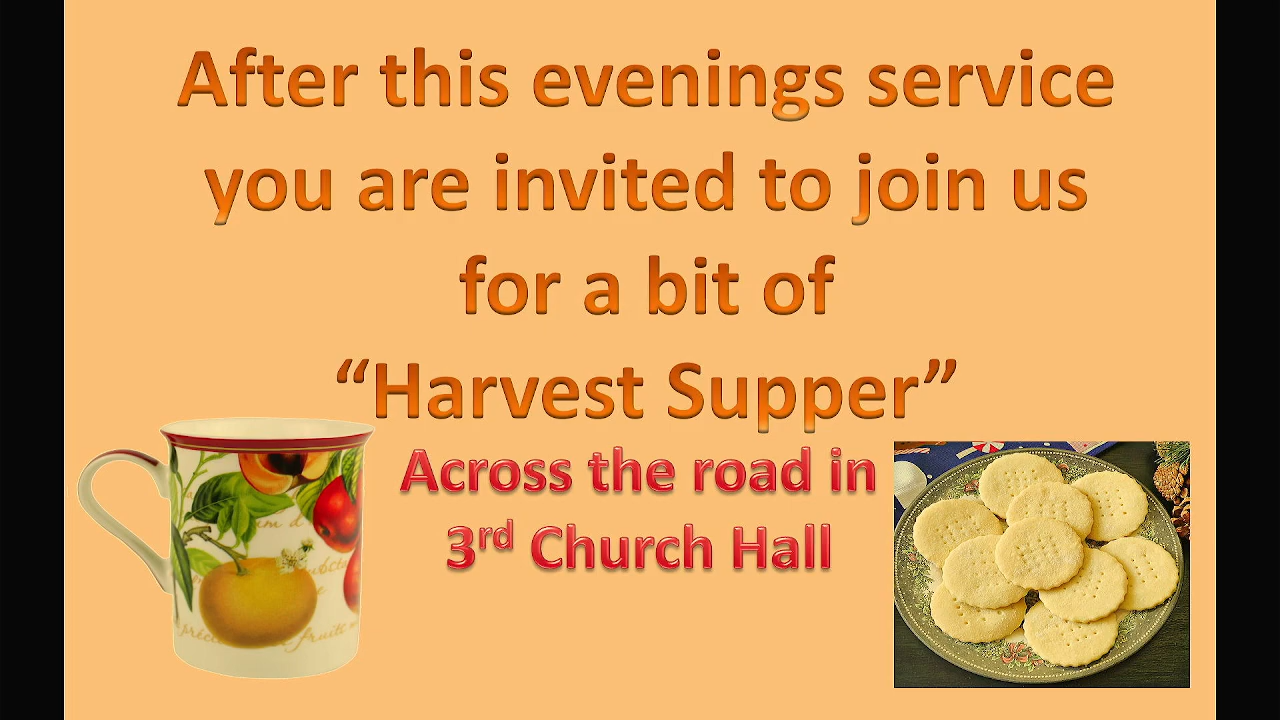 After this evenings service
you are invited to join us
for a bit of
“Harvest Supper”
Across the road in
3rd Church Hall